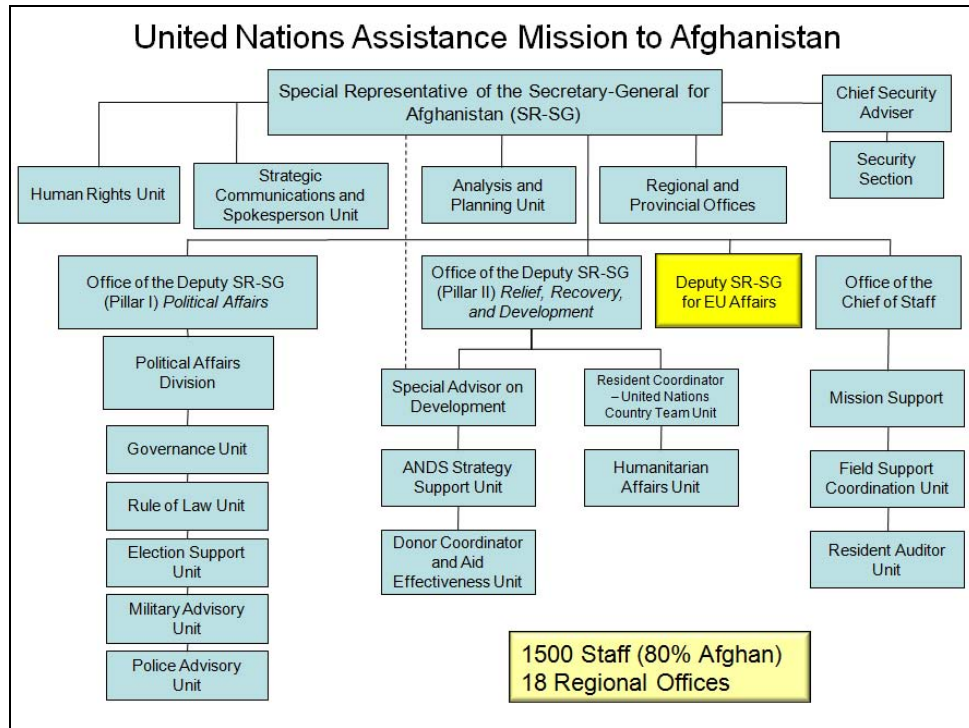 United Nations Assistance Mission to Afghanistan
Special Representative of the Secretary-General for
Afghanistan (SR-SG)
Chief Security
Adviser
Security
Section
Human Rights Unit
Strategic
Communications and
Spokesperson Unit
Analysis and
Planning Unit
Regional and
Provincial Offices
Office of the Deputy SR-SG
(Pillar I) Political Affairs
Office of the Deputy SR-SG
(Pillar II) Relief, Recovery,
and Development
Deputy SR-SG
for EU Affairs
Office of the
Chief of Staff
Political Affairs
Division
Governance Unit
Rule of Law Unit
Election Support
Unit
Military Advisory
Unit
Police Advisory
Unit
Special Advisor on
Development
ANDS Strategy
Support Unit
Donor Coordinator
and Aid
Effectiveness Unit
Resident Coordinator
– United Nations
Country Team Unit
Humanitarian
Affairs Unit
Mission Support
Field Support
Coordination Unit
Resident Auditor
Unit
1500 Staff (80% Afghan)
18 Regional Offices